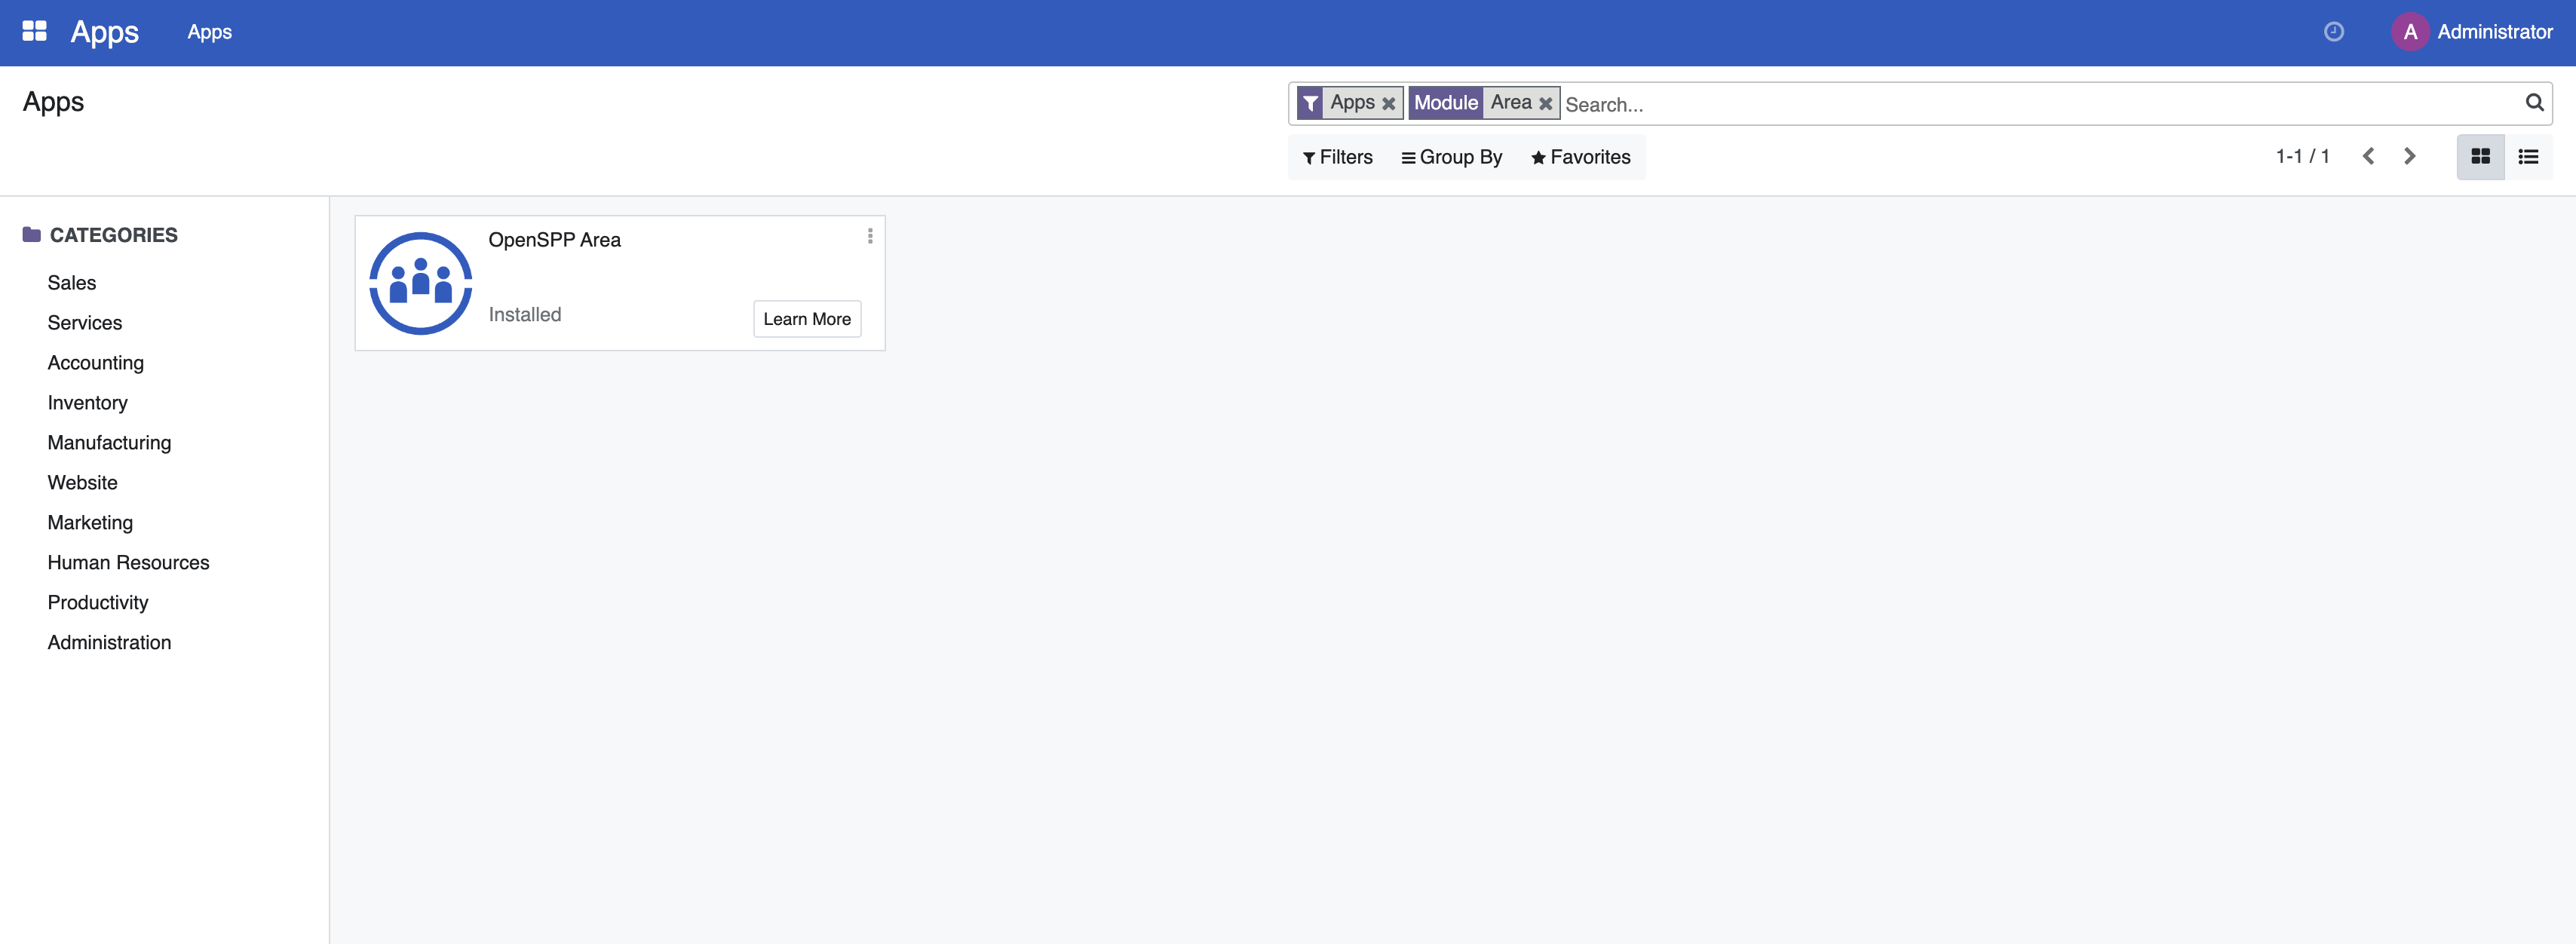 Apps Apps A Administrator
Apps
Apps Module Area Search...
Filters Group By Favorites 1-1 / 1
CATEGORIES
Sales
Services
Accounting
Inventory
Manufacturing
Website
Marketing
Human Resources
Productivity
Administration
OpenSPP Area
Installed
Learn More